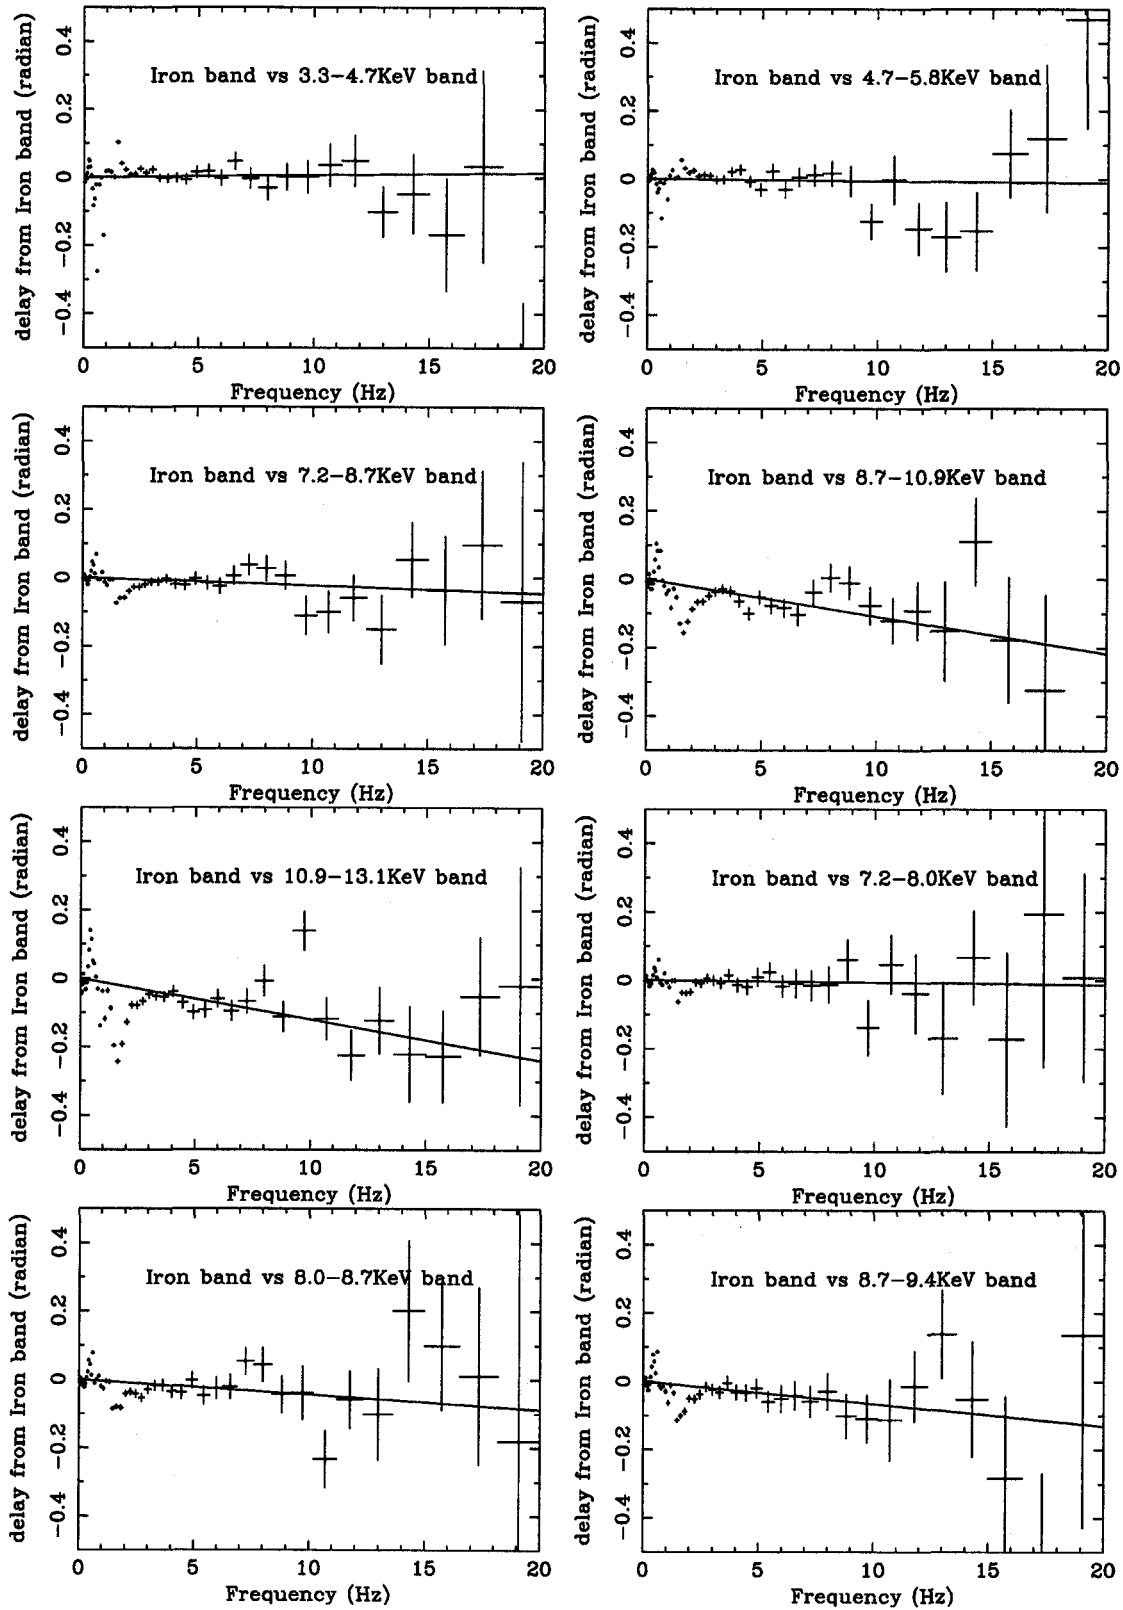 Iron band vs 3.3-4.7KeV band
delay from Iron band (radian)
0.4
0.2
0
-0.2
-0.4
0 5 10 15 20
Frequency (Hz)
Iron band vs 4.7-5.8KeV band
delay from Iron band (radian)
0.4
0.2
0
-0.2
-0.4
0 5 10 15 20
Frequency (Hz)
Iron band vs 7.2-8.7KeV band
delay from Iron band (radian)
0.4
0.2
0
-0.2
-0.4
0 5 10 15 20
Frequency (Hz)
Iron band vs 8.7-10.9KeV band
delay from Iron band (radian)
0.4
0.2
0
-0.2
-0.4
0 5 10 15 20
Frequency (Hz)
Iron band vs 10.9-13.1KeV band
delay from Iron band (radian)
0.4
0.2
0
-0.2
-0.4
0 5 10 15 20
Frequency (Hz)
Iron band vs 7.2-8.0KeV band
delay from Iron band (radian)
0.4
0.2
0
-0.2
-0.4
0 5 10 15 20
Frequency (Hz)
Iron band vs 8.0-8.7KeV band
delay from Iron band (radian)
0.4
0.2
0
-0.2
-0.4
0 5 10 15 20
Frequency (Hz)
Iron band vs 8.7-9.4KeV band
delay from Iron band (radian)
0.4
0.2
0
-0.2
-0.4
0 5 10 15 20
Frequency (Hz)